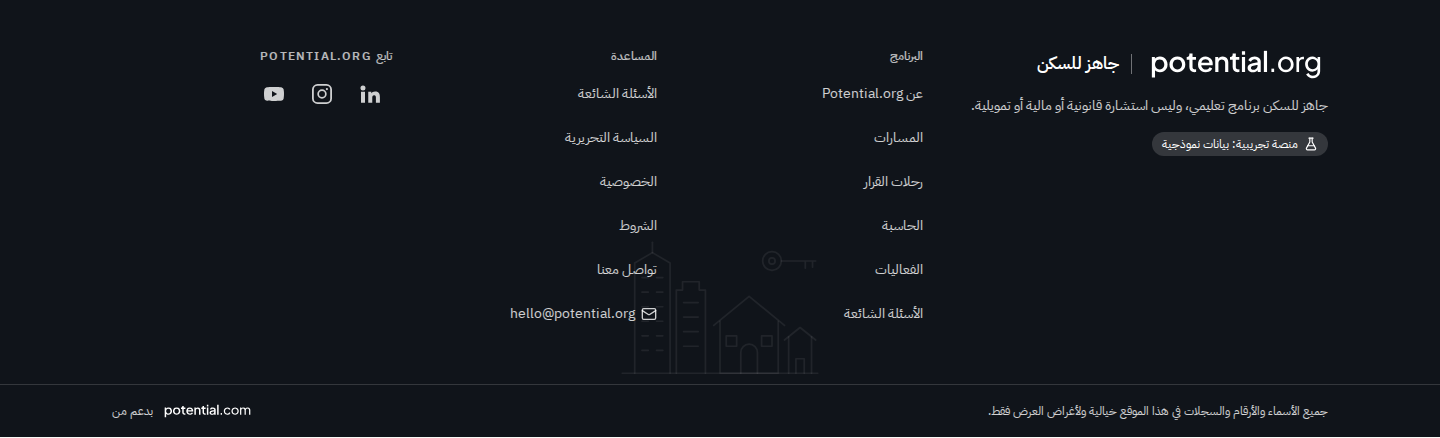 potential.org | جاهز للسكن
جاهز للسكن برنامج تعليمي، وليس استشارة قانونية أو مالية أو تمويلية.
منصة تجريبية: بيانات نموذجية
البرنامج
عن Potential.org
المسارات
رحلات القرار
الحاسبة
الفعاليات
الأسئلة الشائعة
المساعدة
الأسئلة الشائعة
السياسة التحريرية
الخصوصية
الشروط
تواصل معنا
hello@potential.org
تابع POTENTIAL.ORG
جميع الأسماء والأرقام والسجلات في هذا الموقع خيالية ولأغراض العرض فقط.
بدعم من potential.com